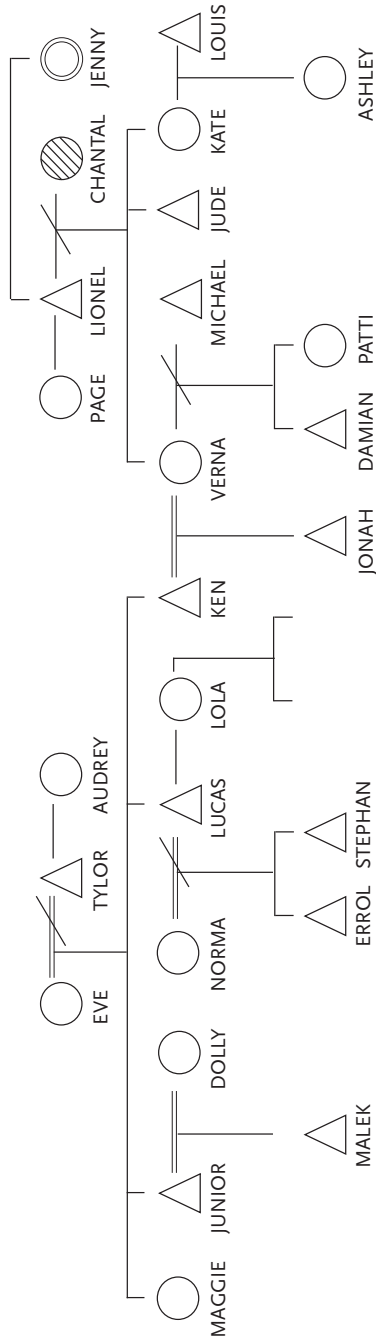 EVE
TYLOR
AUDREY
PAGE
LIONEL
CHANTAL
JENNY
MAGGIE
JUNIOR
DOLLY
NORMA
LUCAS
LOLA
KEN
VERNA
MICHAEL
JUDE
KATE
LOUIS
MALEK
ERROL
STEPHAN
JONAH
DAMIAN
PATTI
ASHLEY